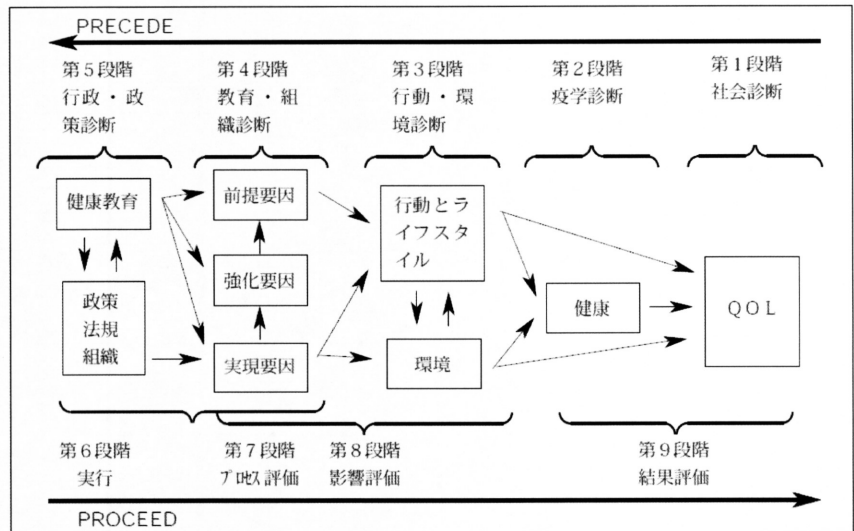 PRECEDE
第5段階
行政・政
策診断
第4段階
教育・組
織診断
第3段階
行動・環
境診断
第2段階
疫学診断
第1段階
社会診断
健康教育
政策
法規
組織
前提要因
強化要因
実現要因
行動とラ
イフスタ
イル
環境
健康
QOL
第6段階
実行
第7段階
プロセス評価
第8段階
影響評価
第9段階
結果評価
PROCEED